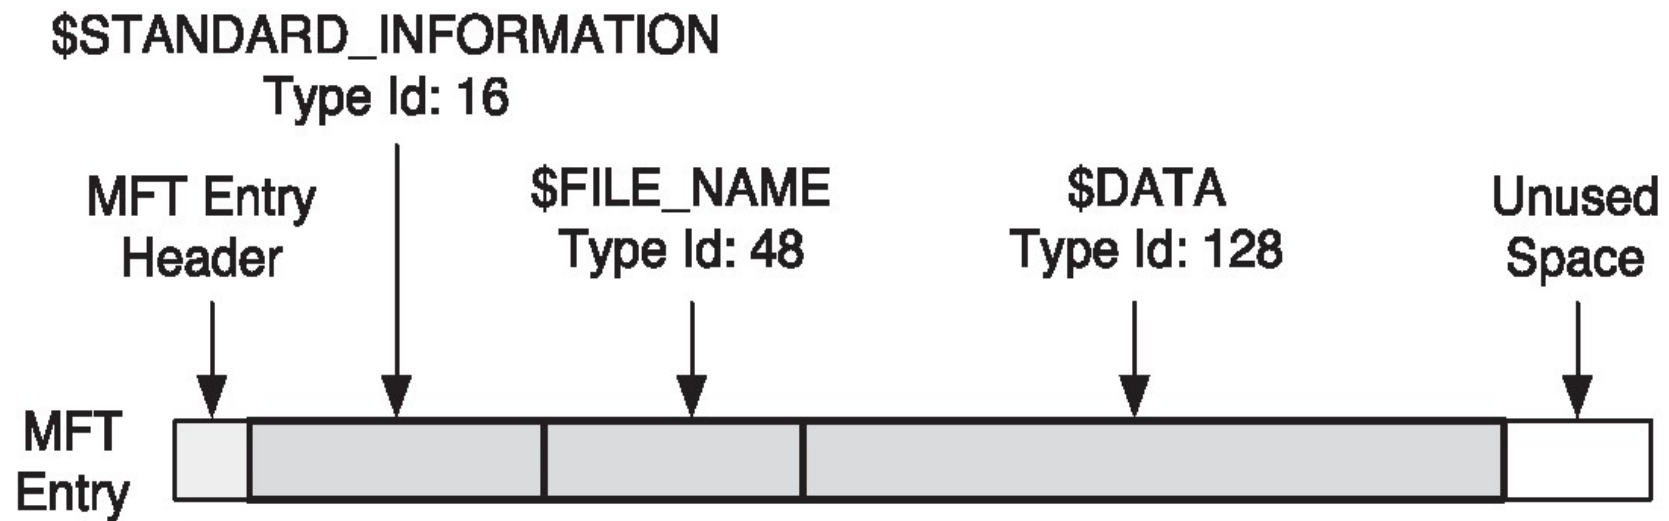 $STANDARD_INFORMATION
Type Id: 16
MFT Entry
Header
$FILE_NAME
Type Id: 48
$DATA
Type Id: 128
Unused
Space
MFT
Entry